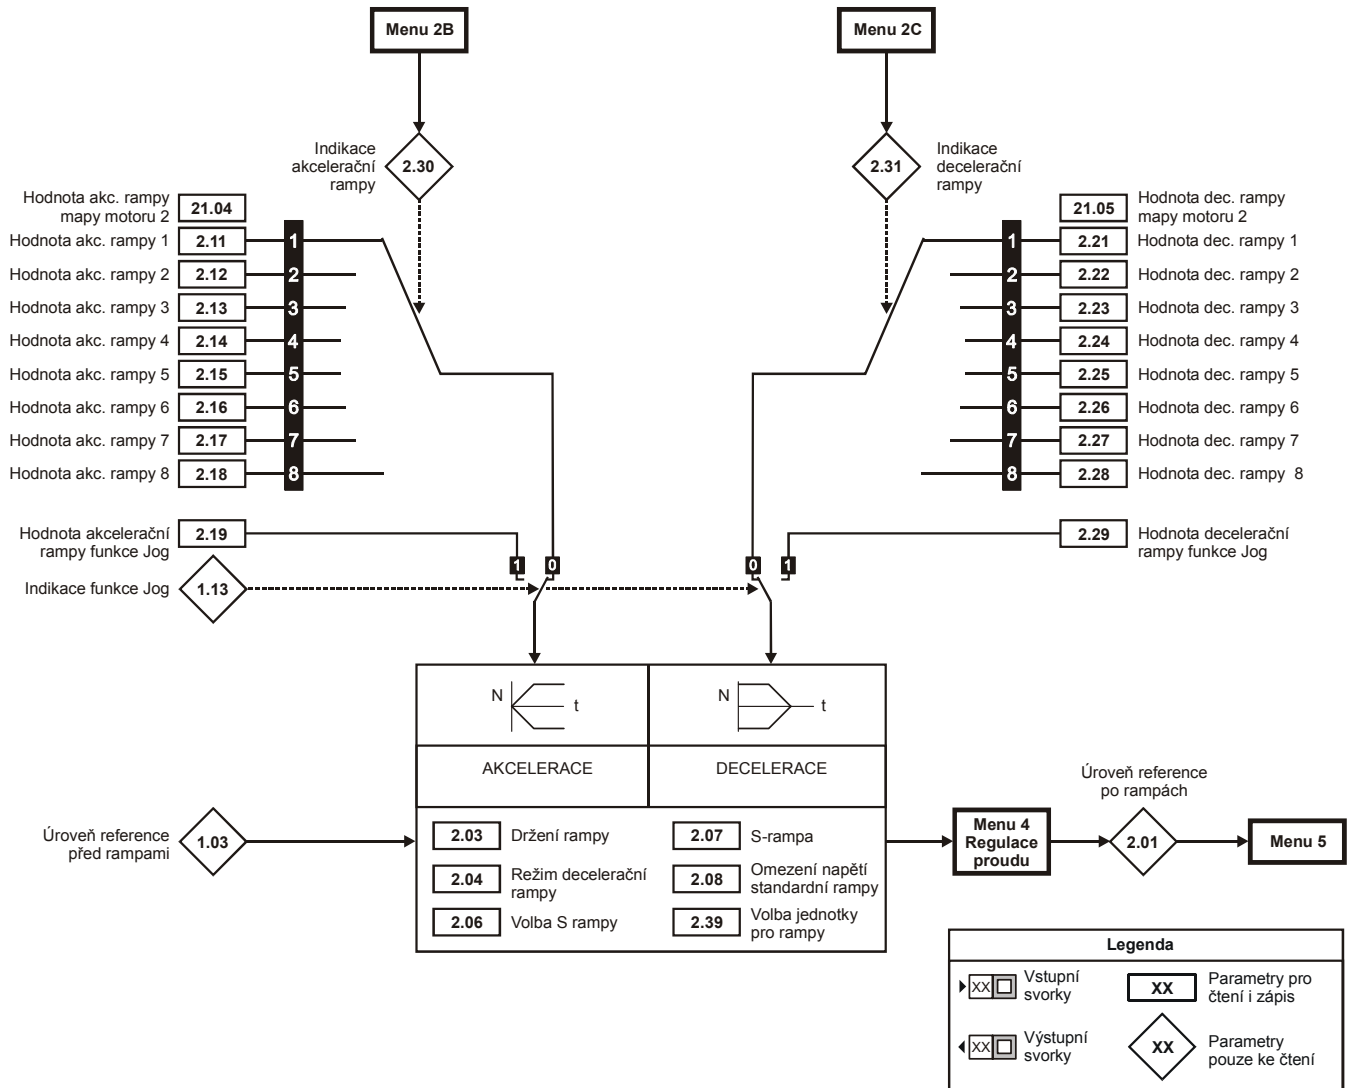 Menu 2B
Menu 2C
Indikace
akcelerační
rampy
2.30
2.31
Indikace
decelerační
rampy
Hodnota akc. rampy
mapy motoru 2
21.04
Hodnota akc. rampy 1
2.11
1
Hodnota akc. rampy 2
2.12
2
Hodnota akc. rampy 3
2.13
3
Hodnota akc. rampy 4
2.14
4
Hodnota akc. rampy 5
2.15
5
Hodnota akc. rampy 6
2.16
6
Hodnota akc. rampy 7
2.17
7
Hodnota akc. rampy 8
2.18
8
21.05
Hodnota dec. rampy
mapy motoru 2
1
2.21
Hodnota dec. rampy 1
2
2.22
Hodnota dec. rampy 2
3
2.23
Hodnota dec. rampy 3
4
2.24
Hodnota dec. rampy 4
5
2.25
Hodnota dec. rampy 5
6
2.26
Hodnota dec. rampy 6
7
2.27
Hodnota dec. rampy 7
8
2.28
Hodnota dec. rampy 8
Hodnota akcelerační
rampy funkce Jog
2.19
1
0
0
1
2.29
Hodnota decelerační
rampy funkce Jog
Indikace funkce Jog
1.13
N
t
N
t
AKCELERACE
DECELERACE
Úroveň reference
před rampami
1.03
2.03
Držení rampy
2.04
Režim decelerační
rampy
2.06
Volba S rampy
2.07
S-rampa
2.08
Omezení napětí
standardní rampy
2.39
Volba jednotky
pro rampy
Menu 4
Regulace
proudu
Úroveň reference
po rampách
2.01
Menu 5
Legenda
XX
Vstupní
svorky
XX
Parametry pro
čtení i zápis
XX
Výstupní
svorky
XX
Parametry
pouze ke čtení